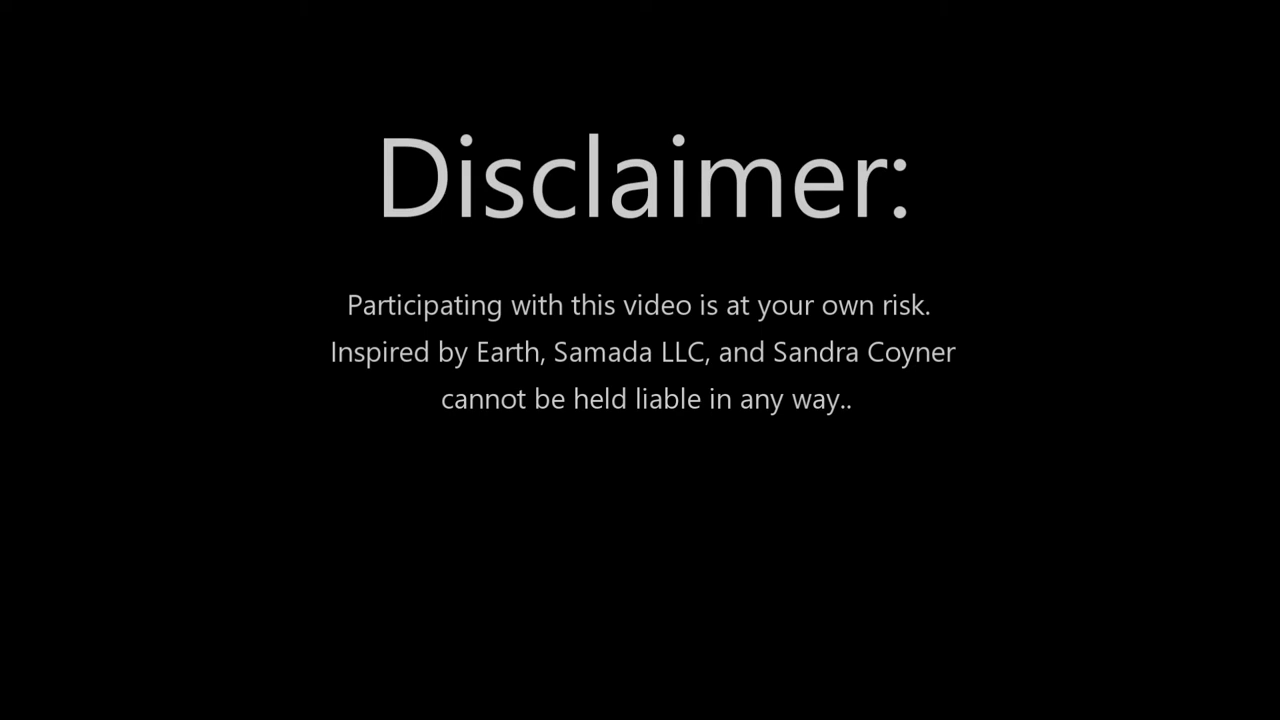 Disclaimer:
Participating with this video is at your own risk.
Inspired by Earth, Samada LLC, and Sandra Coyner
cannot be held liable in any way..